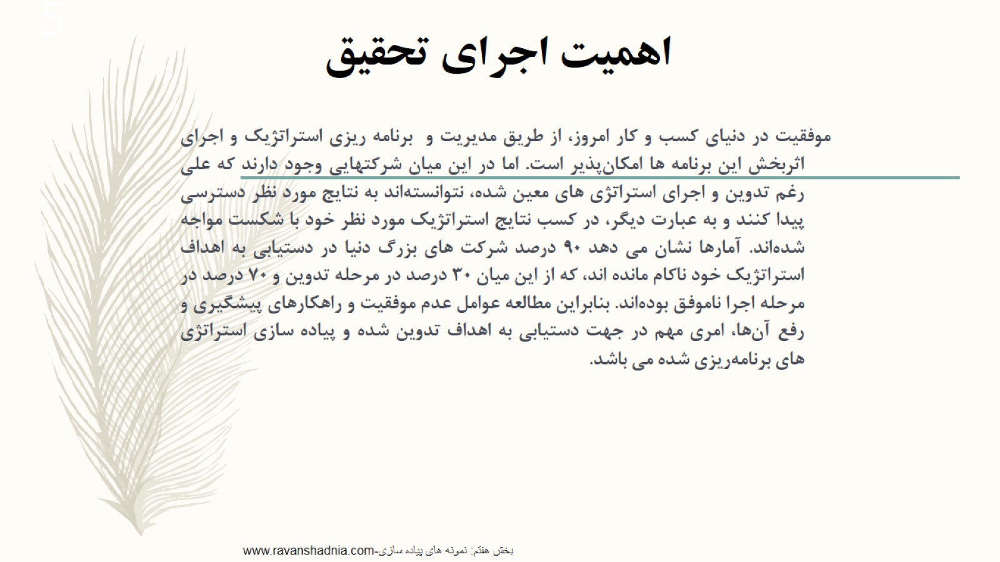 5
اهمیت اجرای تحقیق
موفقیت در دنیای کسب و کار امروز، از طریق مدیریت و  برنامه ریزی استراتژیک و اجرای
اثربخش این برنامه ها امکان‌پذیر است. اما در این میان شرکتهایی وجود دارند که علی
رغم تدوین و اجرای استراتژی های معین شده، نتوانسته‌اند به نتایج مورد نظر دسترسی
پیدا کنند و به عبارت دیگر، در کسب نتایج استراتژیک مورد نظر خود با شکست مواجه
شده‌اند. آمارها نشان می دهد ۹۰ درصد شرکت های بزرگ دنیا در دستیابی به اهداف
استراتژیک خود ناکام مانده اند، که از این میان ۳۰ درصد در مرحله تدوین و ۷۰ درصد در
مرحله اجرا ناموفق بوده‌اند. بنابراین مطالعه عوامل عدم موفقیت و راهکارهای پیشگیری و
رفع آن‌ها، امری مهم در جهت دستیابی به اهداف تدوین شده و پیاده سازی استراتژی
های برنامه‌ریزی شده می باشد.
بخش هفتم: نمونه های پیاده سازی-www.ravanshadnia.com